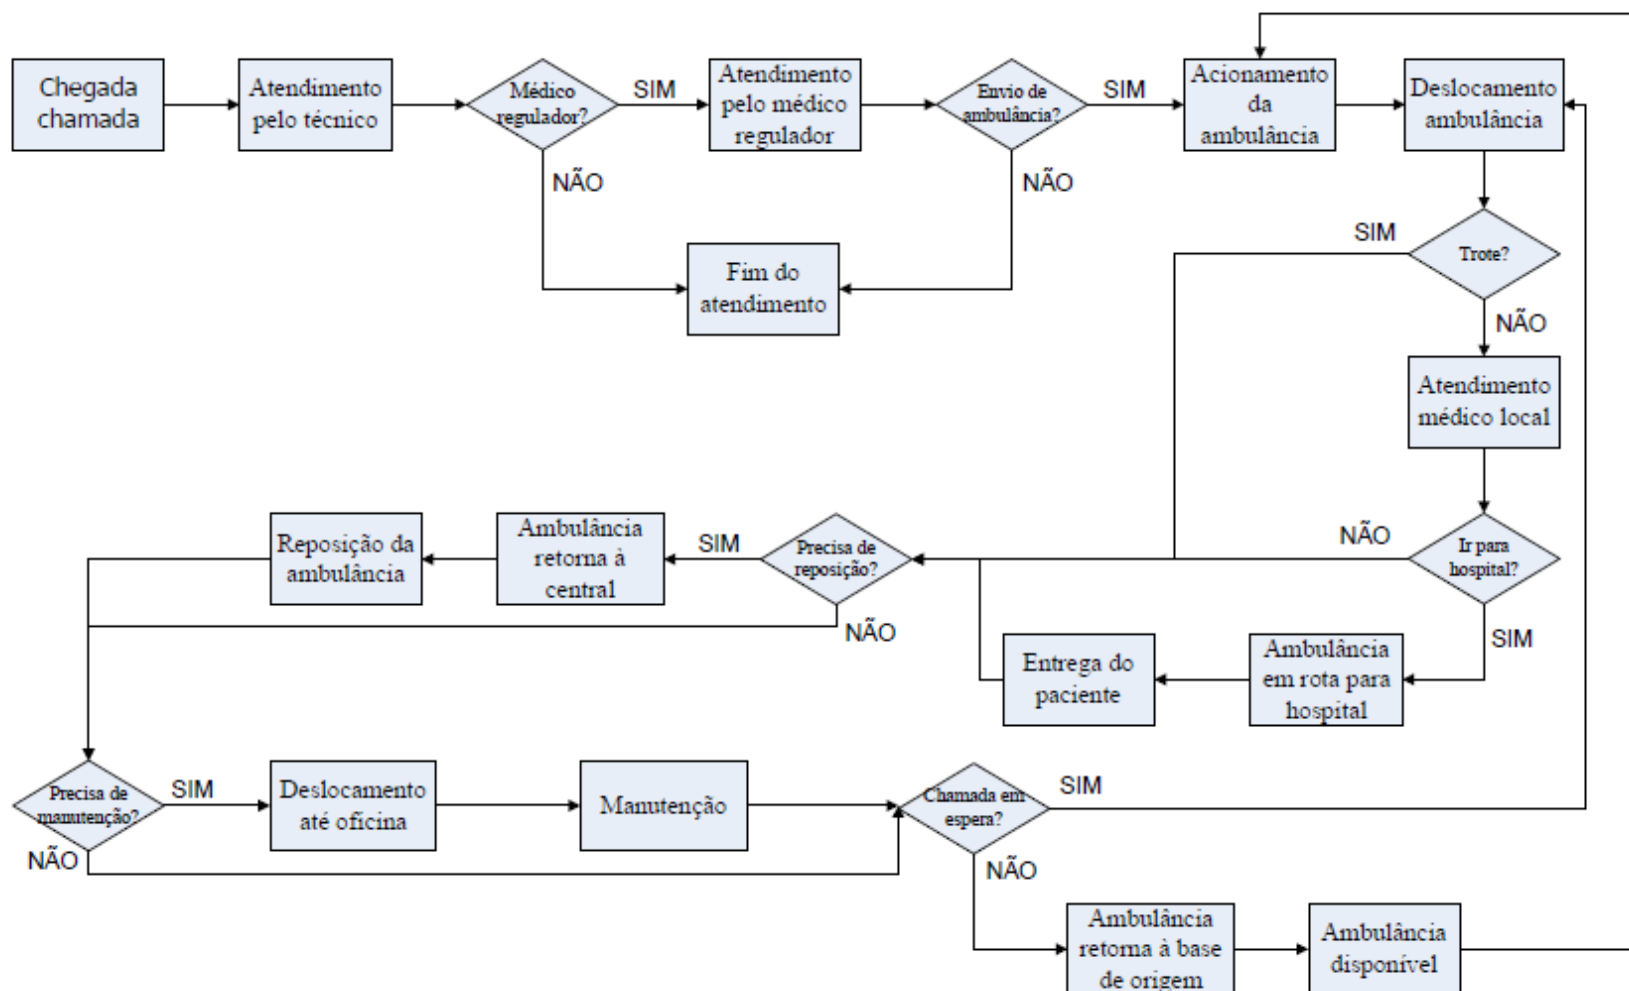 Chegada
chamada
Atendimento
pelo técnico
Médico
regulador?
SIM
NÃO
Atendimento
pelo médico
regulador
Envio de
ambulância?
SIM
NÃO
Fim do
atendimento
Acionamento
da
ambulância
Deslocamento
ambulância
Trote?
SIM
NÃO
Atendimento
médico local
Ir para
hospital?
NÃO
SIM
Ambulância
em rota para
hospital
Entrega do
paciente
Precisa de
reposição?
SIM
NÃO
Ambulância
retorna à
central
Reposição da
ambulância
Precisa de
manutenção?
SIM
NÃO
Deslocamento
até oficina
Manutenção
Chamada em
espera?
SIM
NÃO
Ambulância
retorna à base
de origem
Ambulância
disponível